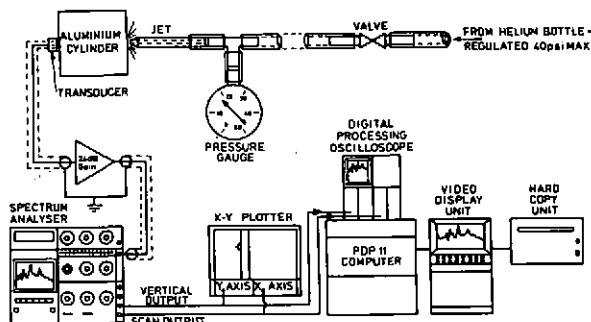 ALUMINIUM
CYLINDER
JET
VALVE
FROM HELIUM BOTTLE-
REGULATED 40psi MAX
TRANSDUCER
PRESSURE
GAUGE
DIGITAL
PROCESSING
OSCILLOSCOPE
Gain
SPECTRUM
ANALYSER
X-Y PLOTTER
VIDEO
DISPLAY
UNIT
HARD
COPY
UNIT
PDP 11
COMPUTER
Y AXIS X AXIS
VERTICAL
OUTPUT
SCAN OUTPUT